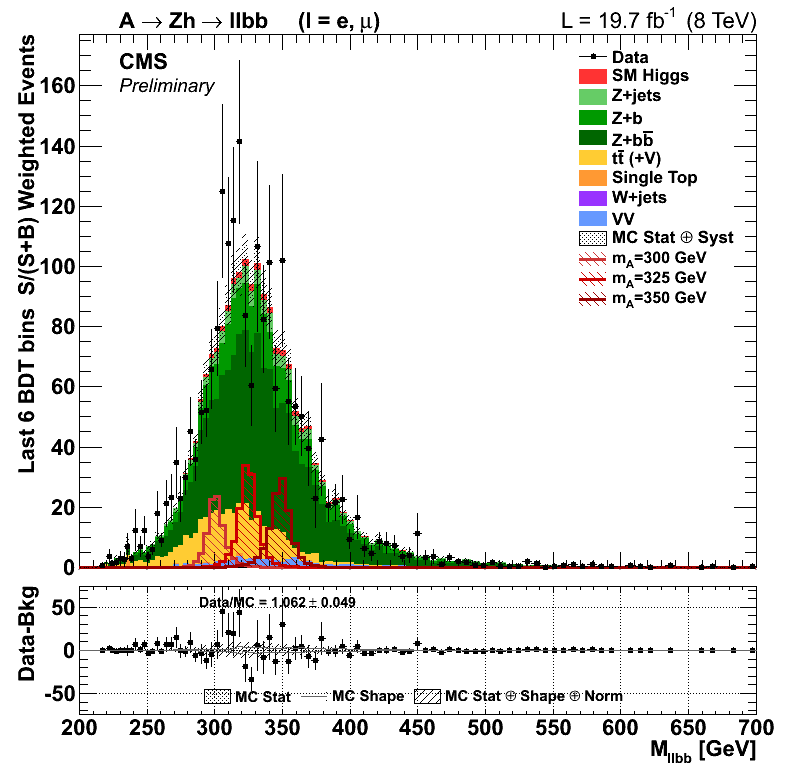 A → Zh → llbb (l = e, μ) L = 19.7 fb⁻¹ (8 TeV)
CMS
Preliminary
Data
SM Higgs
Z+jets
Z+b
Z+bb̅
tt̅ (+V)
Single Top
W+jets
VV
MC Stat ⊕ Syst
m_A=300 GeV
m_A=325 GeV
m_A=350 GeV
Last 6 BDT bins S/(S+B) Weighted Events
160
140
120
100
80
60
40
20
0
Data/MC = 1.062 ± 0.049
Data-Bkg
50
0
-50
MC Stat MC Shape MC Stat ⊕ Shape ⊕ Norm
200 250 300 350 400 450 500 550 600 650 700
M_llbb [GeV]